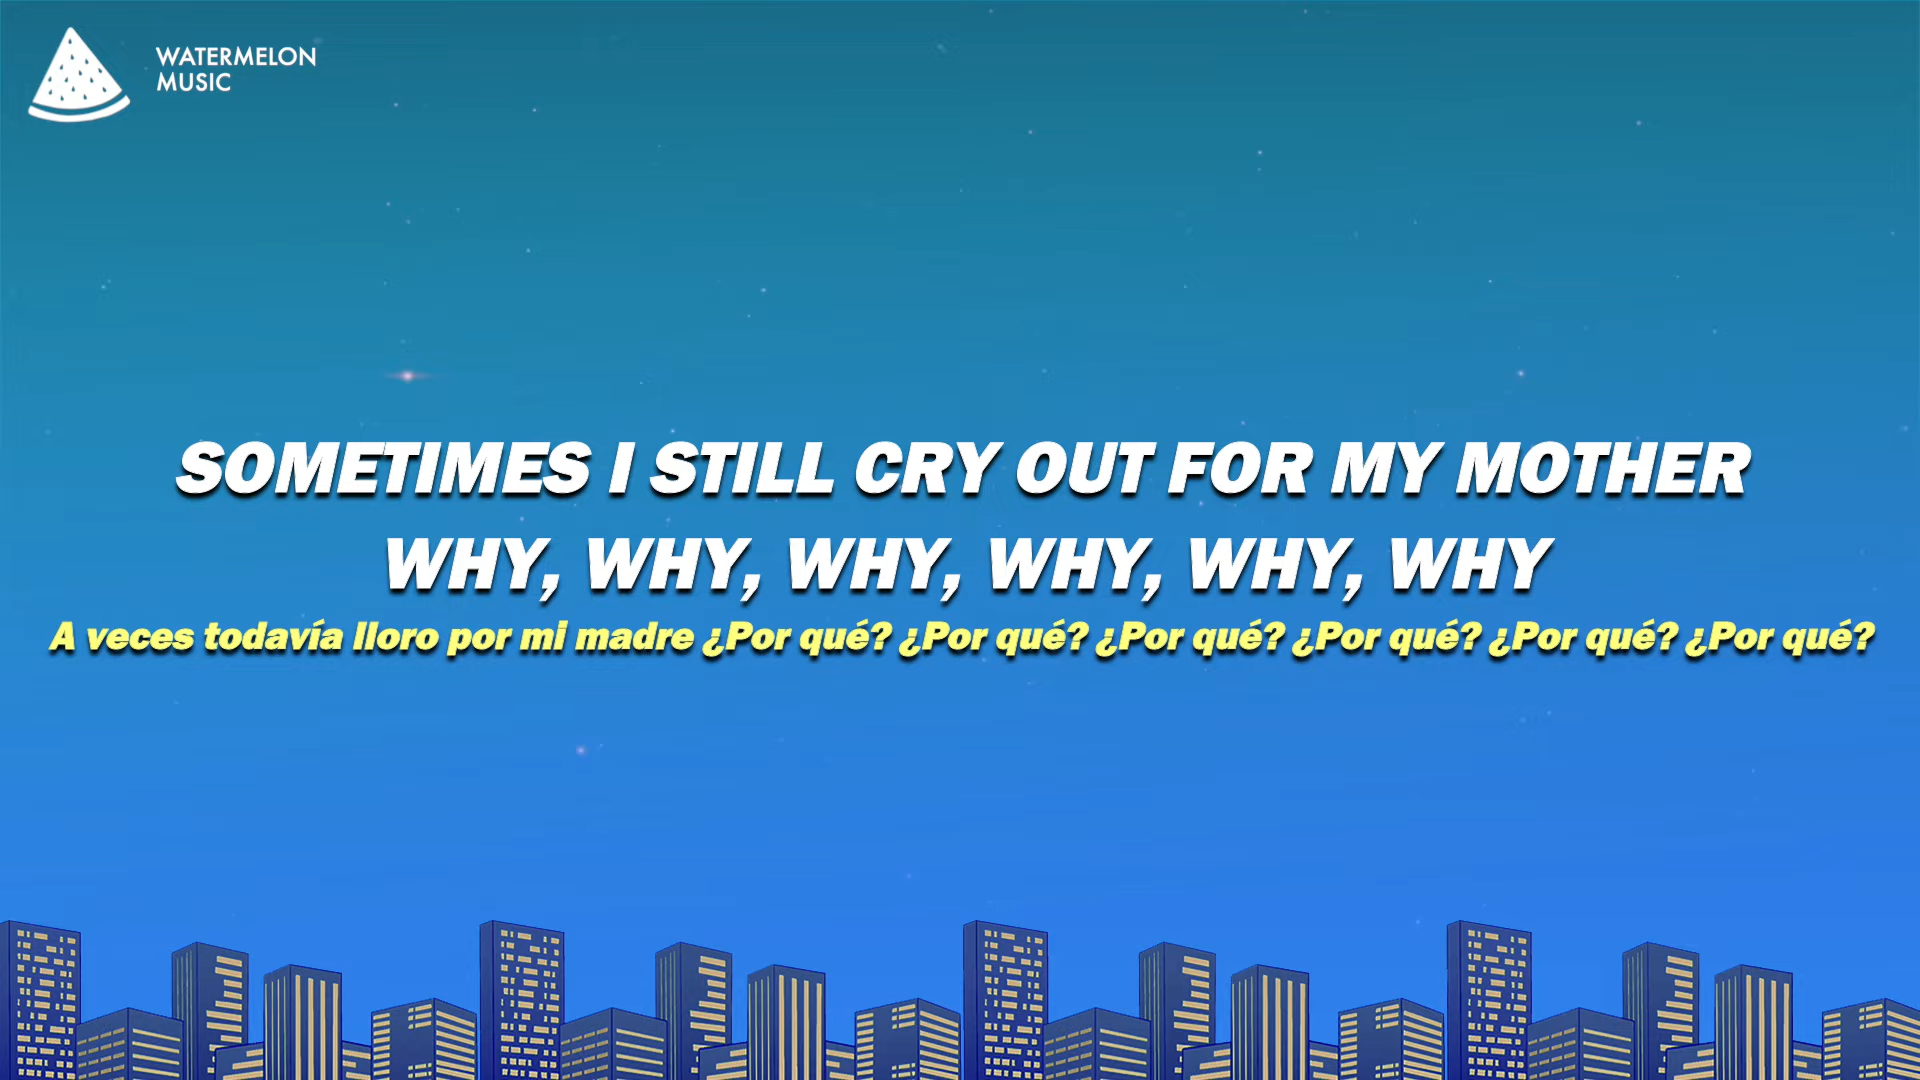 WATERMELON
MUSIC
SOMETIMES I STILL CRY OUT FOR MY MOTHER
WHY, WHY, WHY, WHY, WHY, WHY
A veces todavía lloro por mi madre ¿Por qué? ¿Por qué? ¿Por qué? ¿Por qué? ¿Por qué? ¿Por qué?